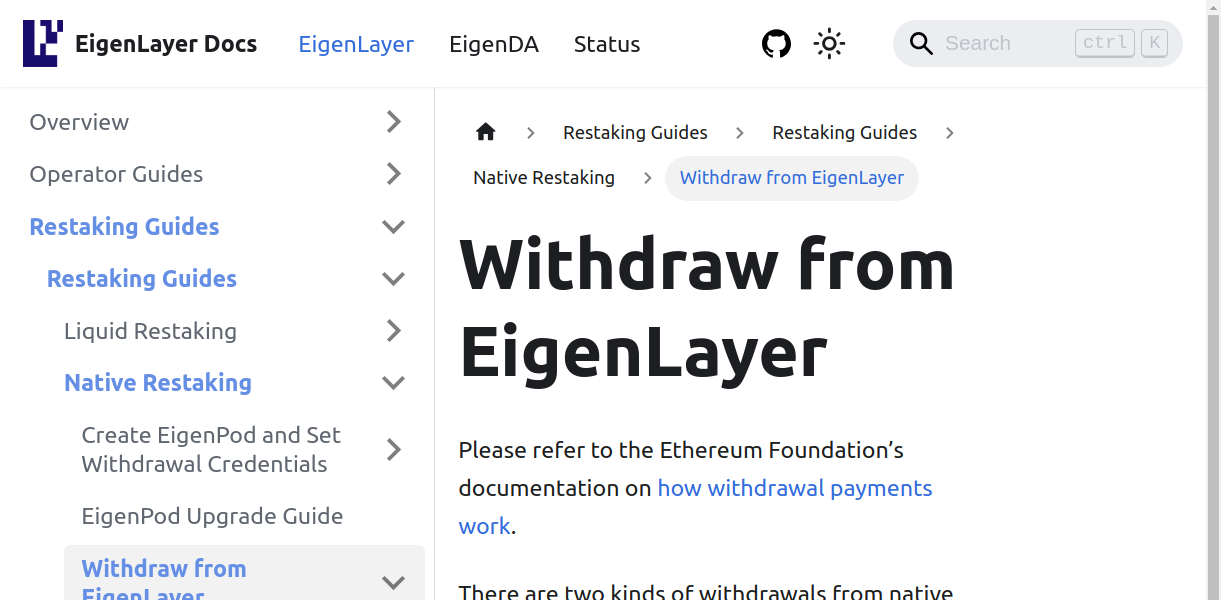 EigenLayer Docs EigenLayer EigenDA Status Search ctrl K
Overview
Operator Guides
Restaking Guides
Restaking Guides
Liquid Restaking
Native Restaking
Create EigenPod and Set
Withdrawal Credentials
EigenPod Upgrade Guide
Withdraw from
EigenLayer
Restaking Guides Restaking Guides
Native Restaking Withdraw from EigenLayer
Withdraw from
EigenLayer
Please refer to the Ethereum Foundation’s
documentation on how withdrawal payments
work.
There are two kinds of withdrawals from native